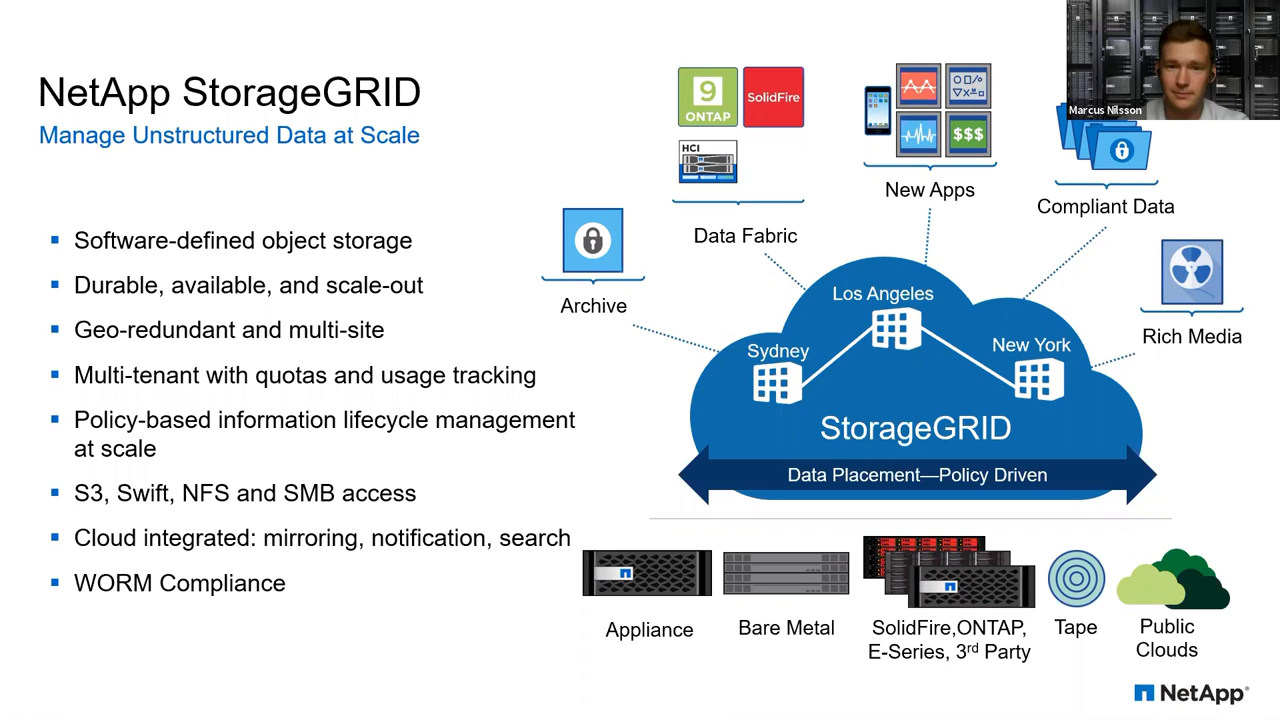 NetApp StorageGRID
Manage Unstructured Data at Scale
Software-defined object storage
Durable, available, and scale-out
Geo-redundant and multi-site
Multi-tenant with quotas and usage tracking
Policy-based information lifecycle management
at scale
S3, Swift, NFS and SMB access
Cloud integrated: mirroring, notification, search
WORM Compliance
Marcus Nilsson
9
ONTAP
SolidFire
HCI
$$$
Data Fabric
New Apps
Compliant Data
Archive
Rich Media
Los Angeles
Sydney
New York
StorageGRID
Data Placement—Policy Driven
Appliance
Bare Metal
SolidFire,ONTAP,
E-Series, 3rd Party
Tape
Public
Clouds
NetApp®